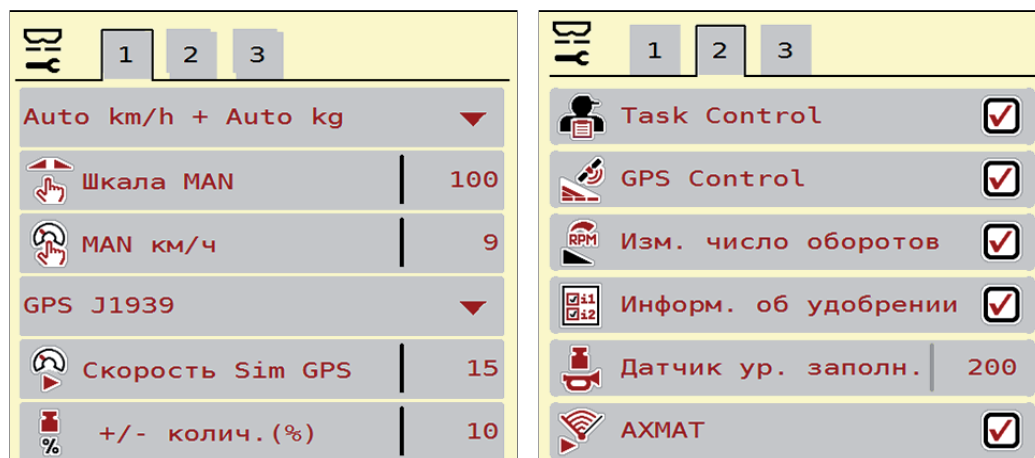 1 2 3
Auto km/h + Auto kg
Шкала MAN 100
MAN км/ч 9
GPS J1939
Скорость Sim GPS 15
% +/- колич.(%) 10
1 2 3
Task Control
GPS Control
RPM Изм. число оборотов
i1 i2 Информ. об удобрении
Датчик ур. заполн. 200
AXMAT